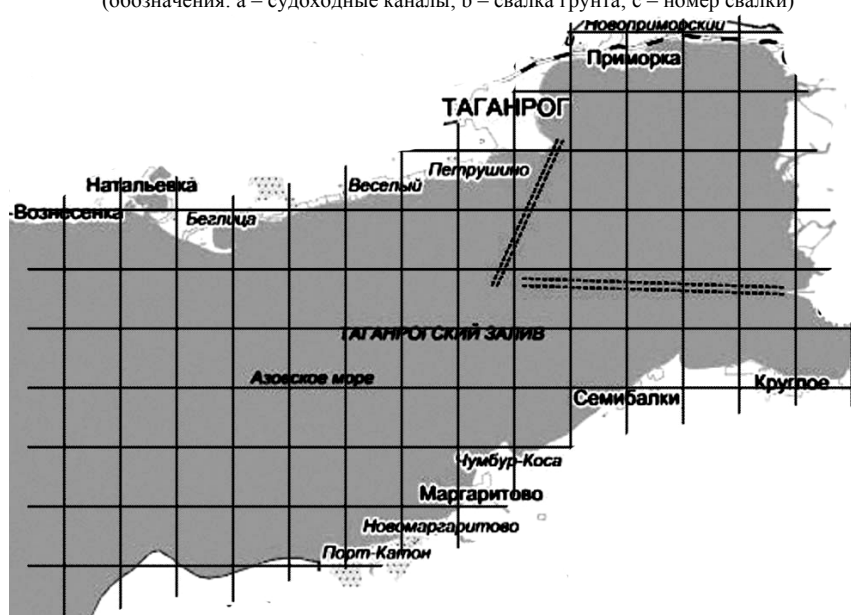 (обозначения: a – судоходные каналы; b – свалка грунта; c – номер свалки)
Новоприморский
й
Приморка
ТАГАНРОГ
Петрушино
Натальевка
Веселый
-Вознесенка
Беглица
ТАГАНРОГСКИЙ ЗАЛИВ
Азовское море
Круглое
Семибалки
Чумбур-Коса
Маргаритово
Новомаргаритово
Порт-Катон